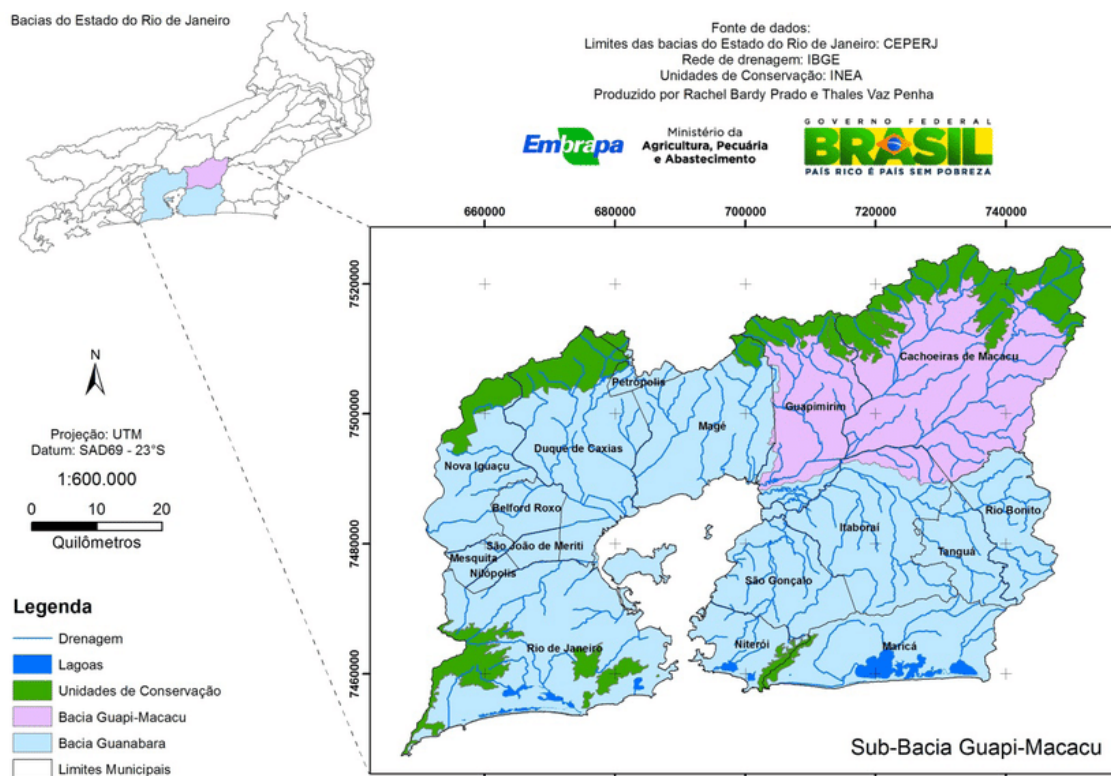 Bacias do Estado do Rio de Janeiro
Fonte de dados:
Limites das bacias do Estado do Rio de Janeiro: CEPERJ
Rede de drenagem: IBGE
Unidades de Conservação: INEA
Produzido por Rachel Bardy Prado e Thales Vaz Penha
Embrapa
Ministério da
Agricultura, Pecuária
e Abastecimento
GOVERNO FEDERAL
BRASIL
PAÍS RICO É PAÍS SEM POBREZA
660000 680000 700000 720000 740000
7520000
7500000
7480000
7460000
Cachoeiras de Macacu
Petrópolis
Guapimirim
Magé
Duque de Caxias
Nova Iguaçu
Belford Roxo
Rio Bonito
Itaboraí
São João de Meriti
Mesquita
Tanguá
Nilópolis
São Gonçalo
Niterói
Rio de Janeiro
Maricá
Sub-Bacia Guapi-Macacu
N
Projeção: UTM
Datum: SAD69 - 23°S
1:600.000
0 10 20
Quilômetros
Legenda
Drenagem
Lagoas
Unidades de Conservação
Bacia Guapi-Macacu
Bacia Guanabara
Limites Municipais